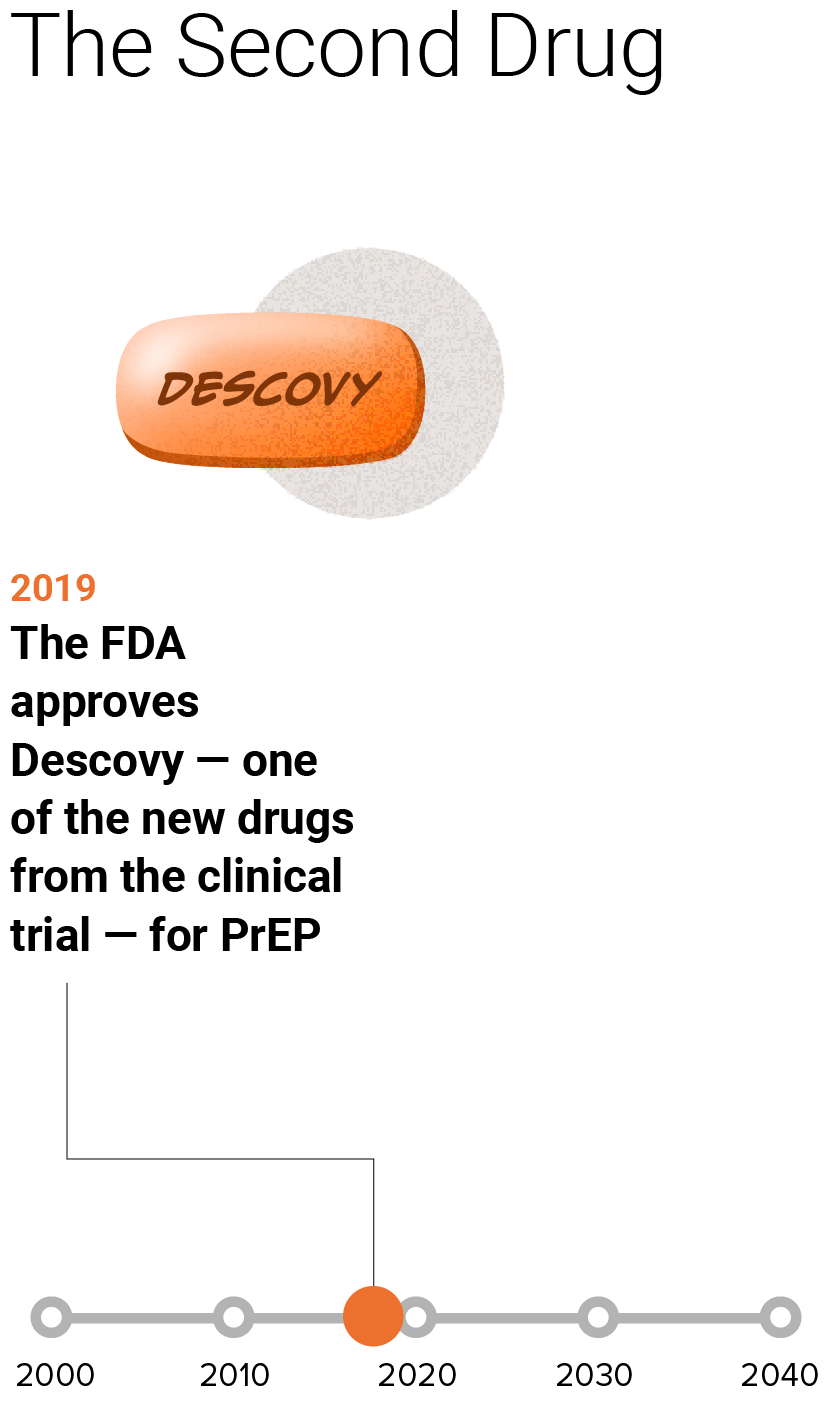 The Second Drug
DESCOVY
2019
The FDA
approves
Descovy — one
of the new drugs
from the clinical
trial — for PrEP
2000 2010 2020 2030 2040